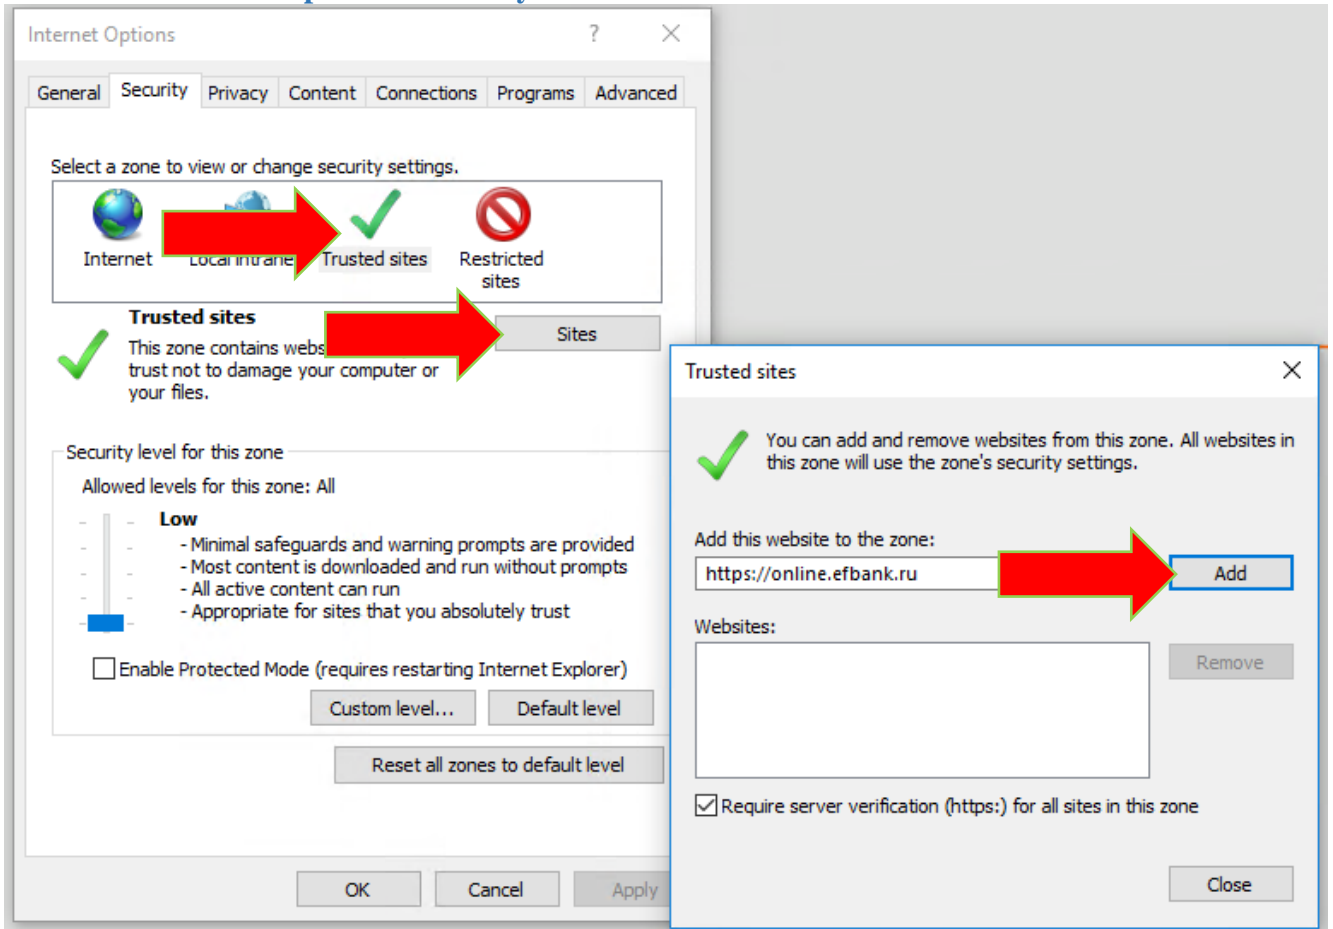 Internet Options
?
General Security Privacy Content Connections Programs Advanced
Select a zone to view or change security settings.
Internet
Trusted sites
Restricted
sites
Trusted sites
Sites
This zone contains
trust not to damage your computer or
your files.
Security level for this zone
Allowed levels for this zone: All
Low
- Minimal safeguards and warning prompts are provided
- Most content is downloaded and run without prompts
- All active content can run
- Appropriate for sites that you absolutely trust
Enable Protected Mode (requires restarting Internet Explorer)
Custom level... Default level
Reset all zones to default level
OK Cancel Apply
Trusted sites
You can add and remove websites from this zone. All websites in
this zone will use the zone's security settings.
Add this website to the zone:
https://online.efbank.ru
Add
Websites:
Remove
Require server verification (https:) for all sites in this zone
Close